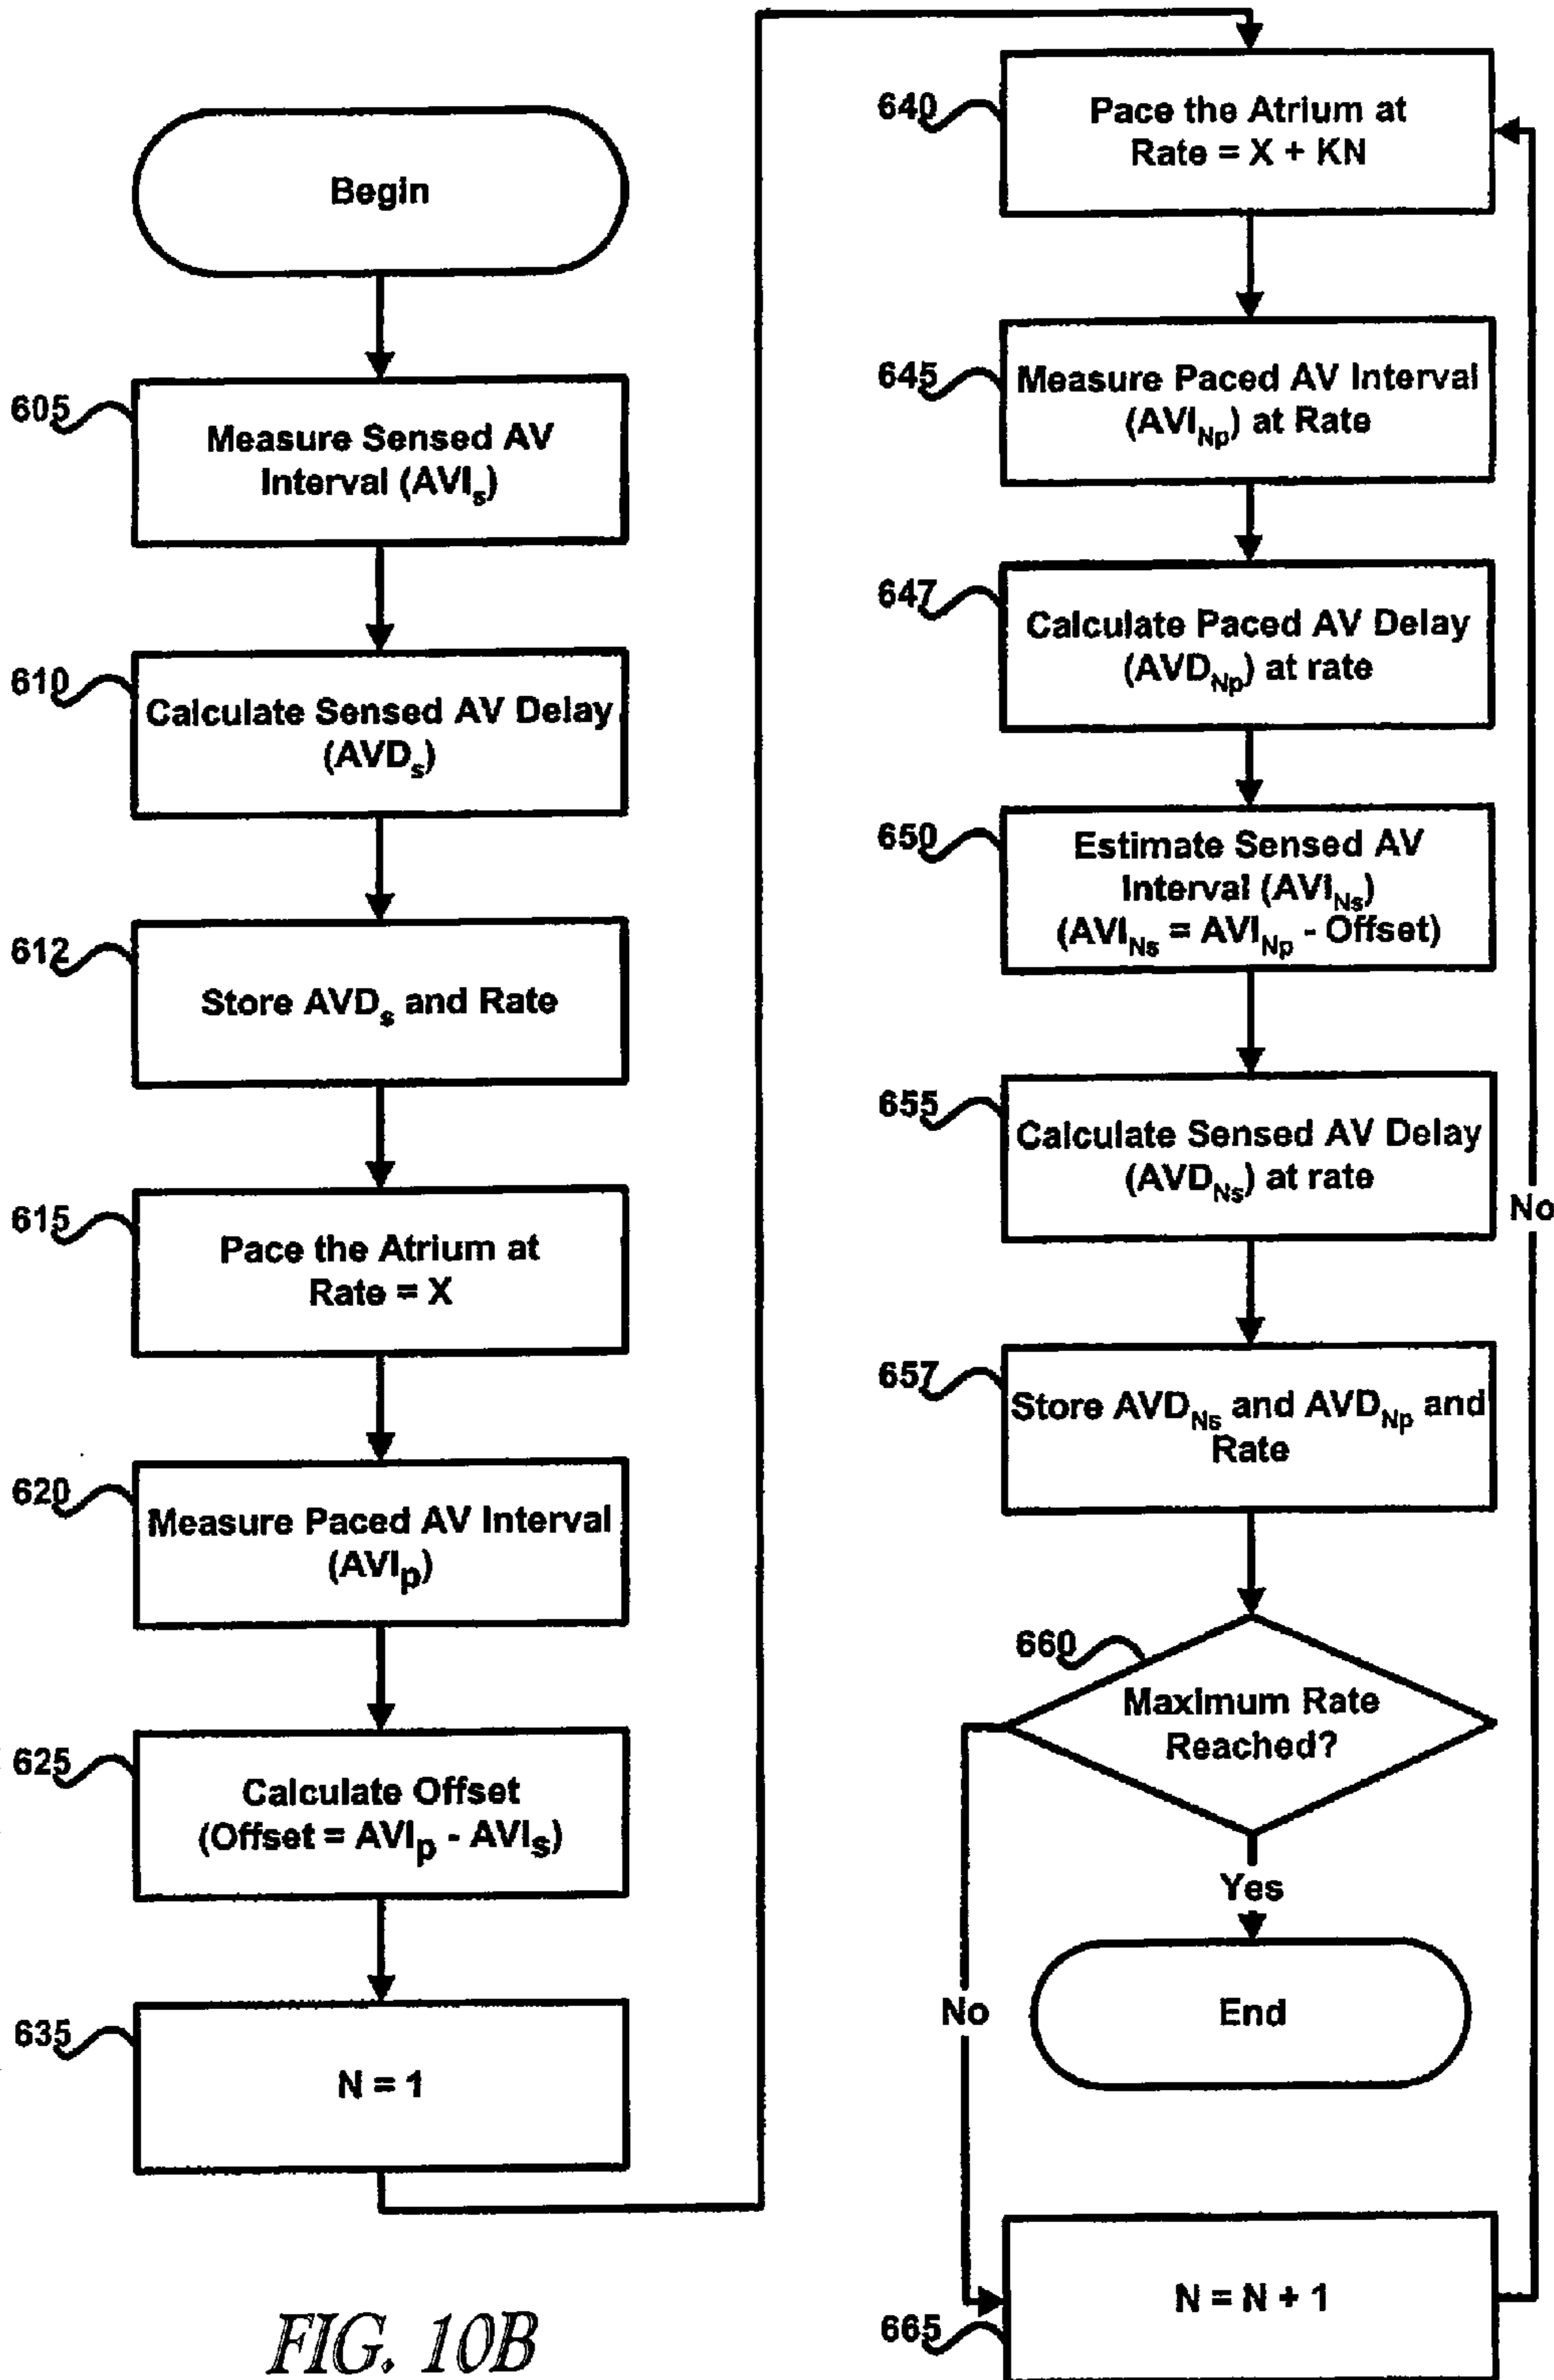 Begin
605
Measure Sensed AV
Interval (AVIs)
610
Calculate Sensed AV Delay
(AVDs)
612
Store AVDs and Rate
615
Pace the Atrium at
Rate = X
620
Measure Paced AV Interval
(AVIp)
625
Calculate Offset
(Offset = AVIp - AVIs)
635
N = 1
640
Pace the Atrium at
Rate = X + KN
645
Measure Paced AV Interval
(AVINp) at Rate
647
Calculate Paced AV Delay
(AVDNp) at rate
650
Estimate Sensed AV
Interval (AVINs)
(AVINs = AVINp - Offset)
655
Calculate Sensed AV Delay
(AVDNs) at rate
657
Store AVDNs and AVDNp and
Rate
660
Maximum Rate
Reached?
Yes
End
No
665
N = N + 1
No
FIG. 10B